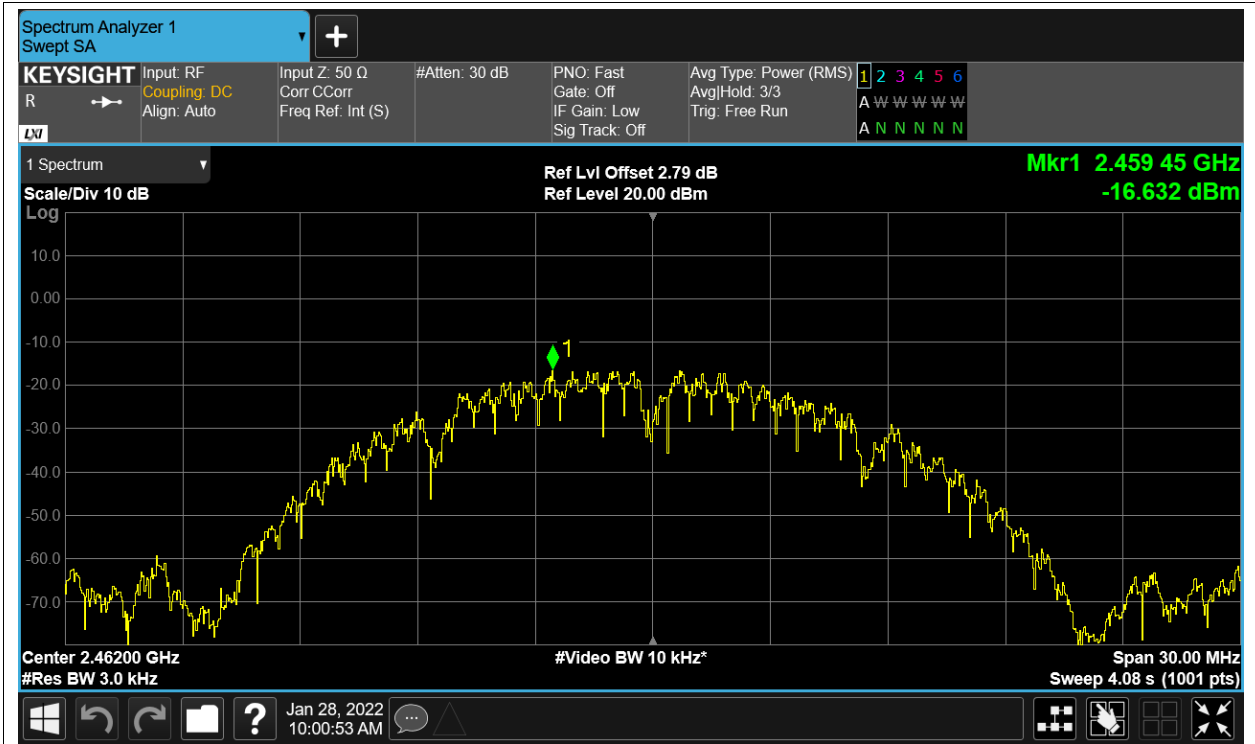 Spectrum Analyzer 1
Swept SA
KEYSIGHT
R
LXI
Input: RF
Coupling: DC
Align: Auto
Input Z: 50 Ω
Corr CCorr
Freq Ref: Int (S)
#Atten: 30 dB
PNO: Fast
Gate: Off
IF Gain: Low
Sig Track: Off
Avg Type: Power (RMS)
Avg|Hold: 3/3
Trig: Free Run
1 2 3 4 5 6
A W W W W W
A N N N N N
1 Spectrum
Scale/Div 10 dB
Log
Ref Lvl Offset 2.79 dB
Ref Level 20.00 dBm
Mkr1 2.459 45 GHz
-16.632 dBm
10.0
0.00
-10.0
1
-20.0
-30.0
-40.0
-50.0
-60.0
-70.0
Center 2.46200 GHz
#Video BW 10 kHz*
Span 30.00 MHz
#Res BW 3.0 kHz
Sweep 4.08 s (1001 pts)
?
Jan 28, 2022
10:00:53 AM